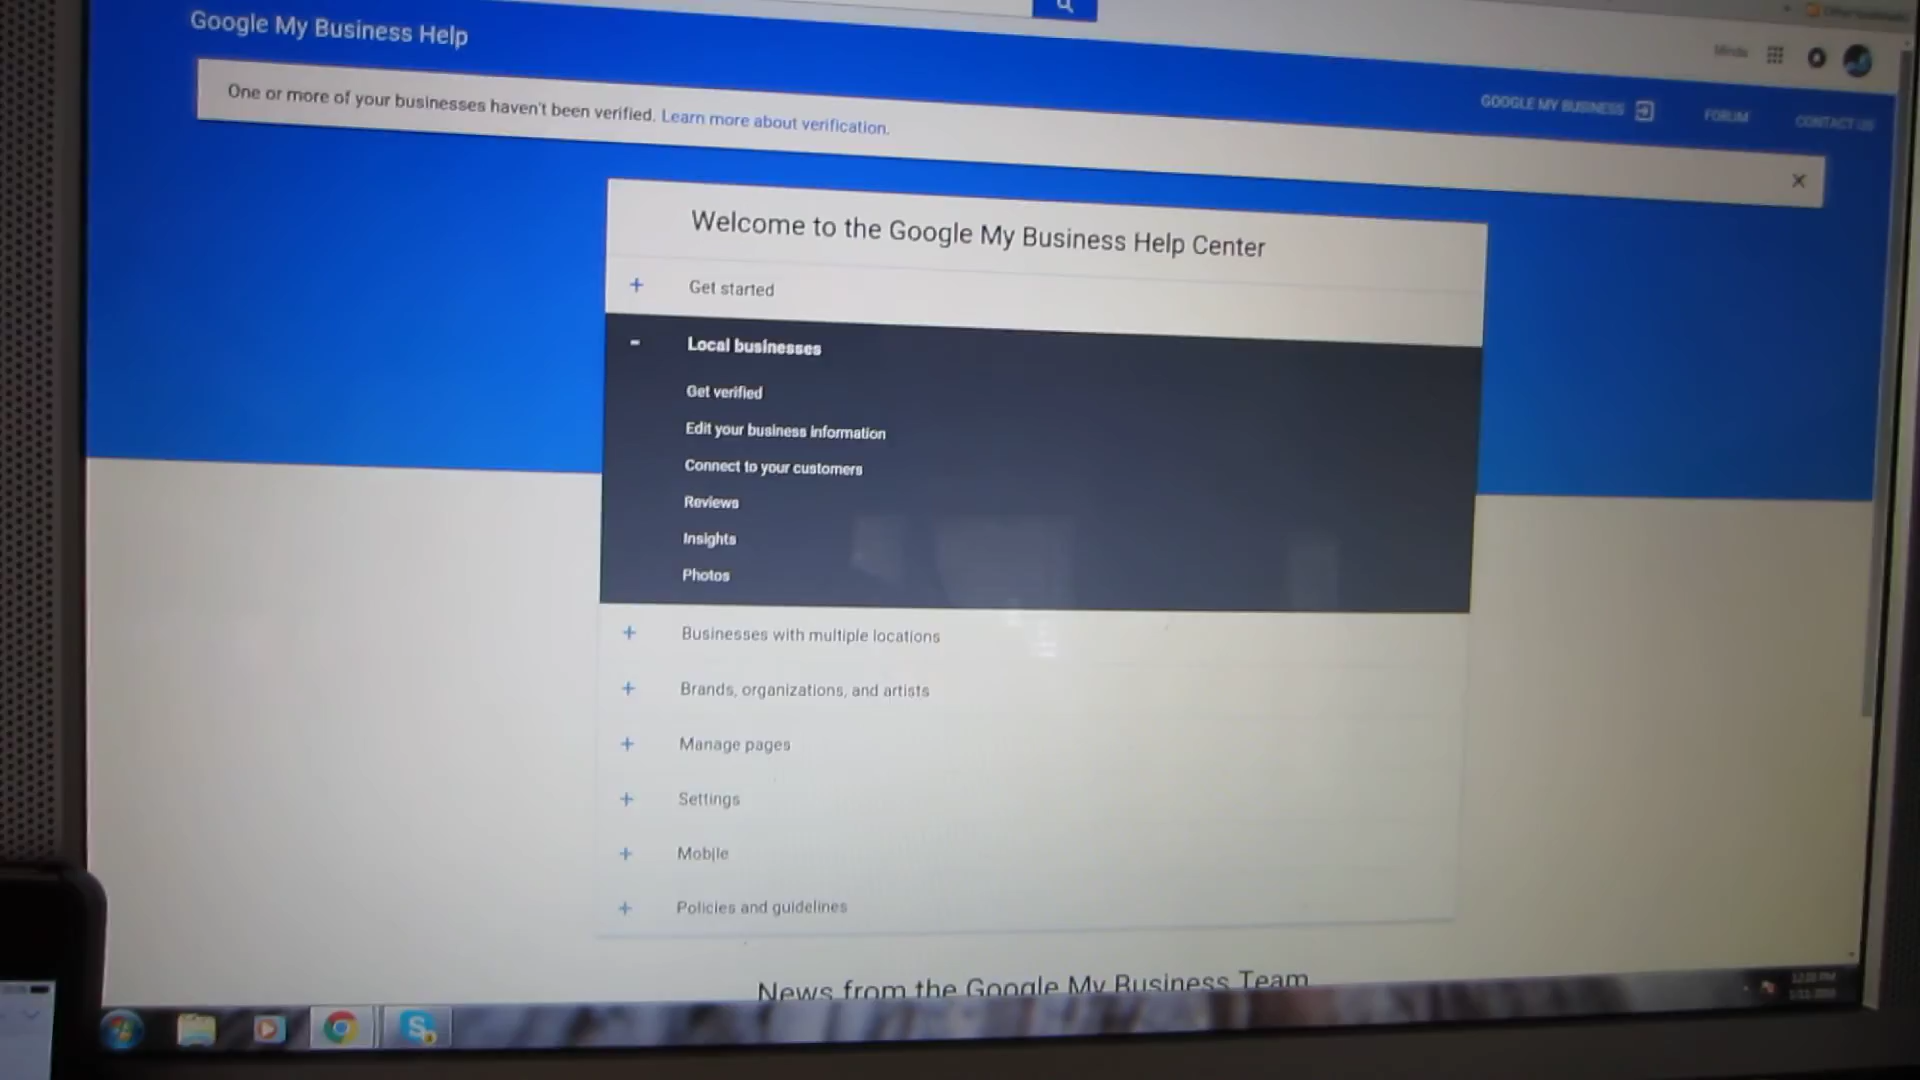 Google My Business Help
One or more of your businesses haven't been verified. Learn more about verification.
GOOGLE MY BUSINESS
FORUM
CONTACT US
Welcome to the Google My Business Help Center
+ Get started
- Local businesses
Get verified
Edit your business information
Connect to your customers
Reviews
Insights
Photos
+ Businesses with multiple locations
+ Brands, organizations, and artists
+ Manage pages
+ Settings
+ Mobile
+ Policies and guidelines
News from the Google My Business Team